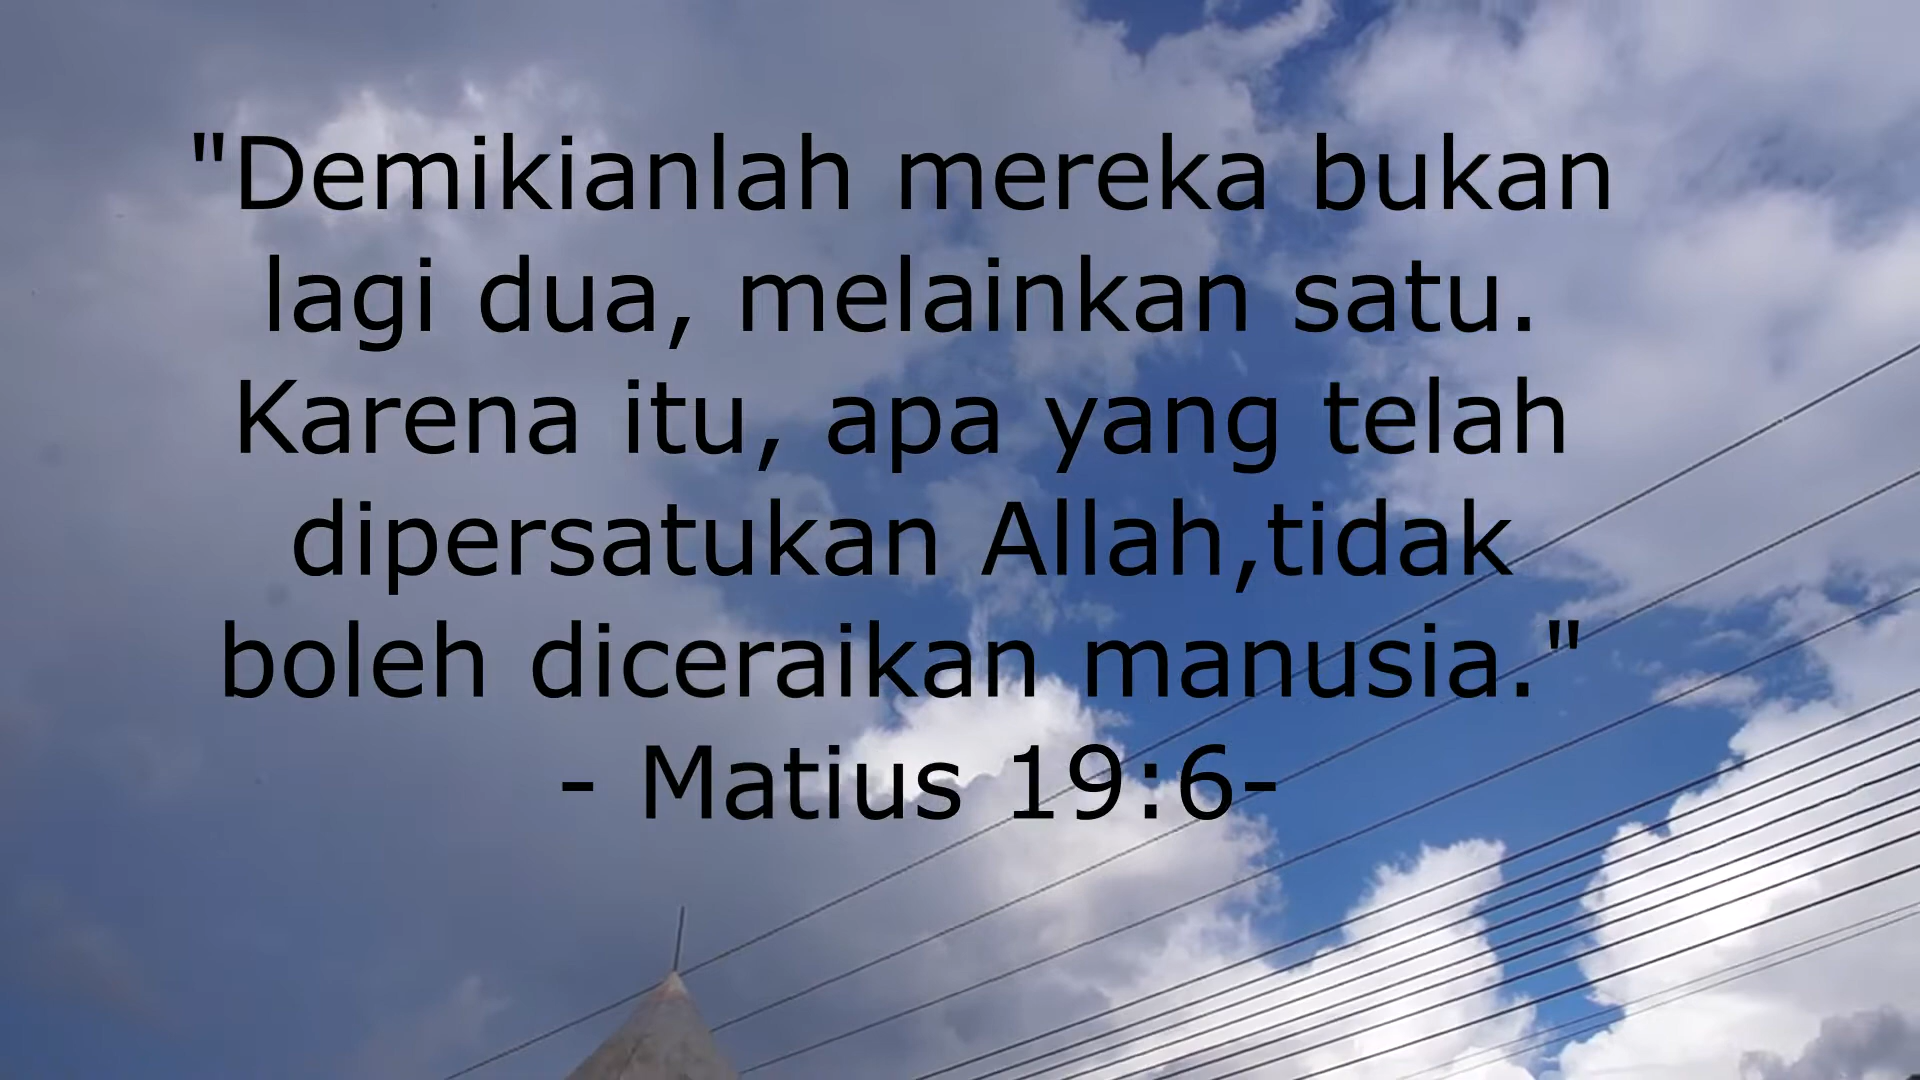 "Demikianlah mereka bukan
lagi dua, melainkan satu.
Karena itu, apa yang telah
dipersatukan Allah,tidak
boleh diceraikan manusia."
- Matius 19:6-